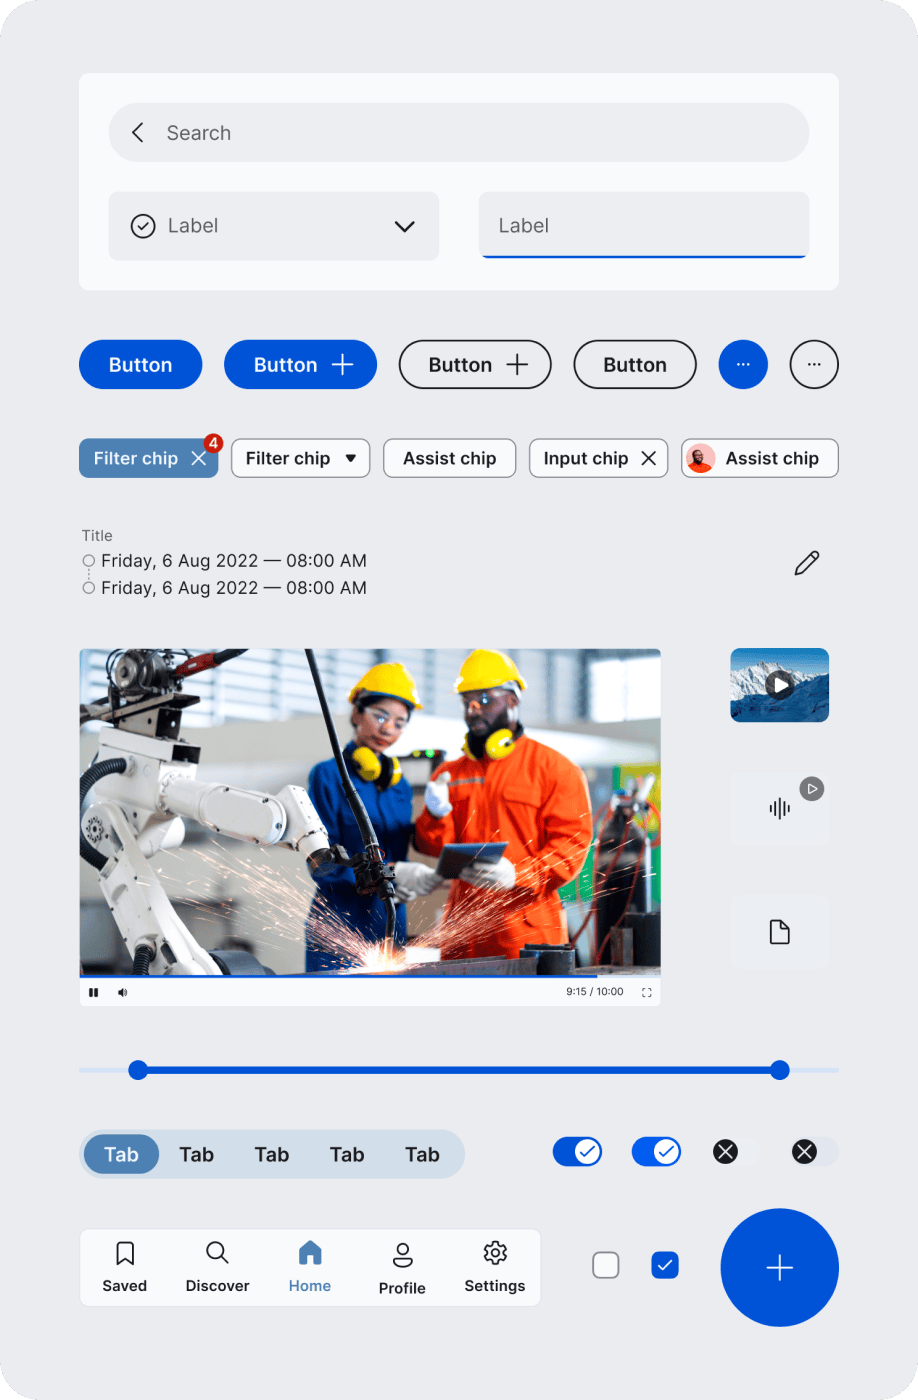 Search
Label
Label
Button
Button
Button
Button
Filter chip
4
Filter chip
Assist chip
Input chip
Assist chip
Title
Friday, 6 Aug 2022 — 08:00 AM
Friday, 6 Aug 2022 — 08:00 AM
9:15 / 10:00
Tab
Tab
Tab
Tab
Tab
Saved
Discover
Home
Profile
Settings